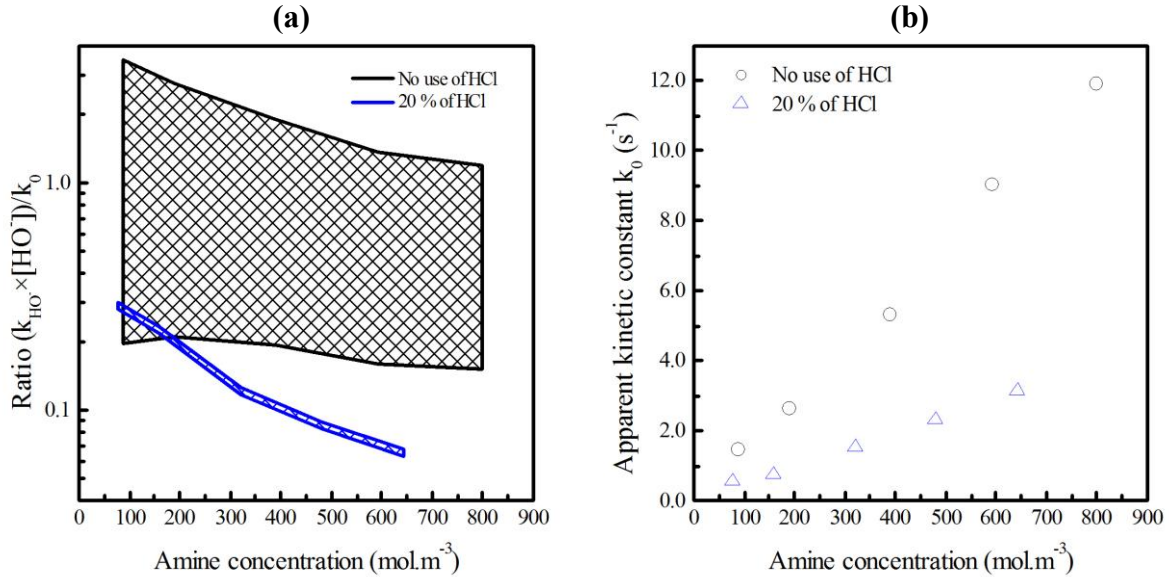 (a)
Ratio (k_HO⁻×[HO⁻])/k₀
1.0
0.1
No use of HCl
20 % of HCl
0 100 200 300 400 500 600 700 800 900
Amine concentration (mol.m⁻³)
(b)
Apparent kinetic constant k₀ (s⁻¹)
12.0
10.0
8.0
6.0
4.0
2.0
0.0
No use of HCl
20 % of HCl
0 100 200 300 400 500 600 700 800 900
Amine concentration (mol.m⁻³)